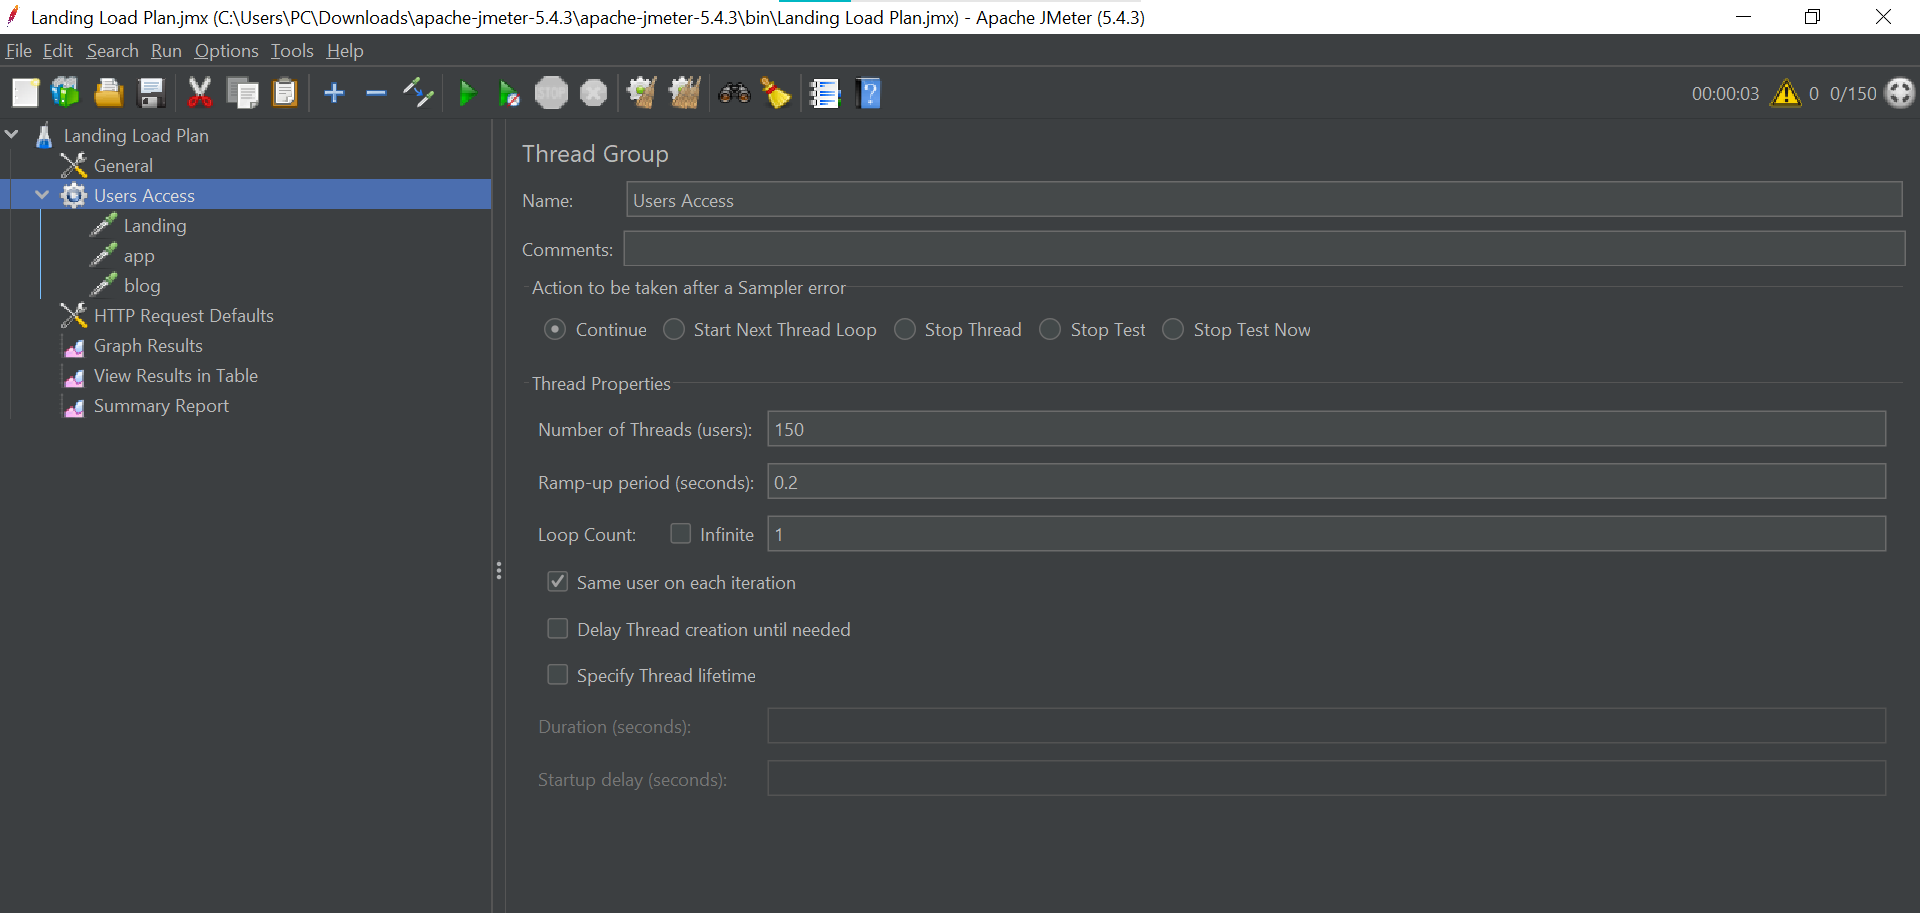 Landing Load Plan.jmx (C:\Users\PC\Downloads\apache-jmeter-5.4.3\apache-jmeter-5.4.3\bin\Landing Load Plan.jmx) - Apache JMeter (5.4.3)
File Edit Search Run Options Tools Help
STOP ? 00:00:03 0 0/150
Landing Load Plan
General
Users Access
Landing
app
blog
HTTP Request Defaults
Graph Results
View Results in Table
Summary Report
Thread Group
Name: Users Access
Comments:
Action to be taken after a Sampler error
Continue Start Next Thread Loop Stop Thread Stop Test Stop Test Now
Thread Properties
Number of Threads (users): 150
Ramp-up period (seconds): 0.2
Loop Count: Infinite 1
Same user on each iteration
Delay Thread creation until needed
Specify Thread lifetime
Duration (seconds):
Startup delay (seconds):